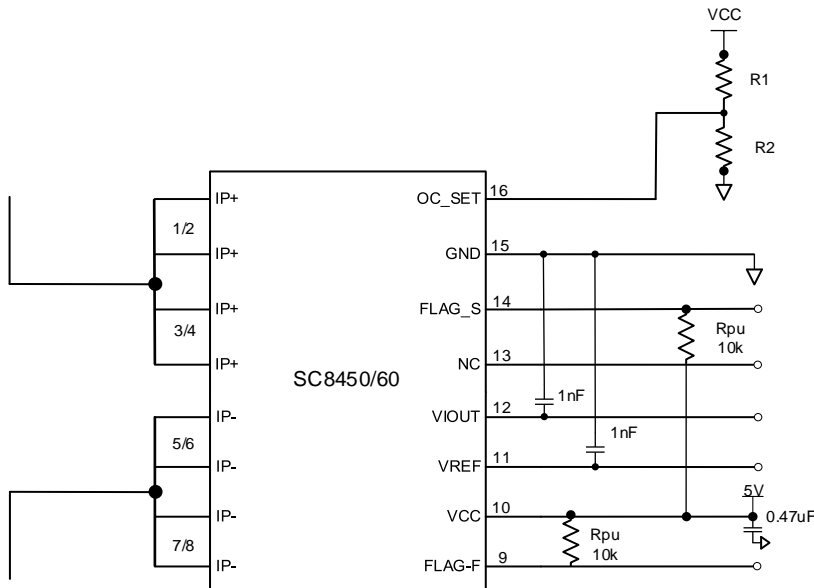 VCC
R1
R2
IP+
OC_SET
16
1/2
IP+
GND
15
IP+
FLAG_S
14
3/4
Rpu
10k
IP+
NC
13
SC8450/60
1nF
IP-
VIOUT
12
5/6
1nF
IP-
VREF
11
5V
IP-
VCC
10
0.47uF
7/8
Rpu
10k
IP-
FLAG-F
9